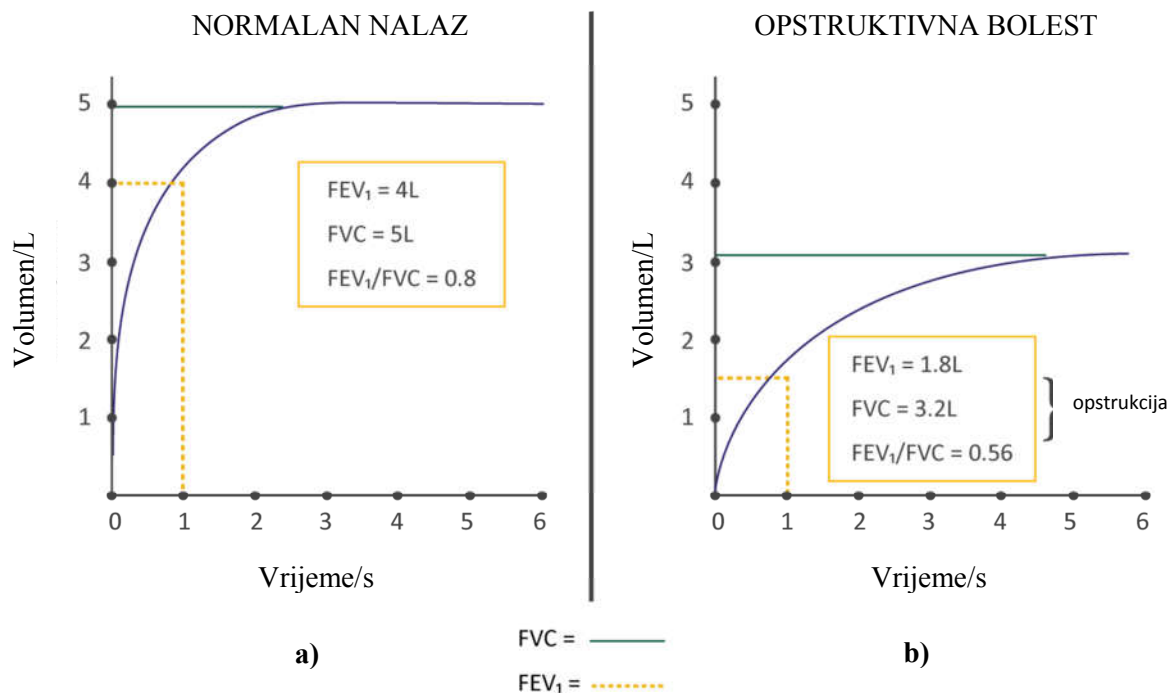 NORMALAN NALAZ
Volumen/L
5
4
3
2
1
FEV₁ = 4L
FVC = 5L
FEV₁/FVC = 0.8
0 1 2 3 4 5 6
Vrijeme/s
a)
OPSTRUKTIVNA BOLEST
Volumen/L
5
4
3
2
1
FEV₁ = 1.8L
FVC = 3.2L
FEV₁/FVC = 0.56
opstrukcija
0 1 2 3 4 5 6
Vrijeme/s
b)
FVC =
FEV₁ =